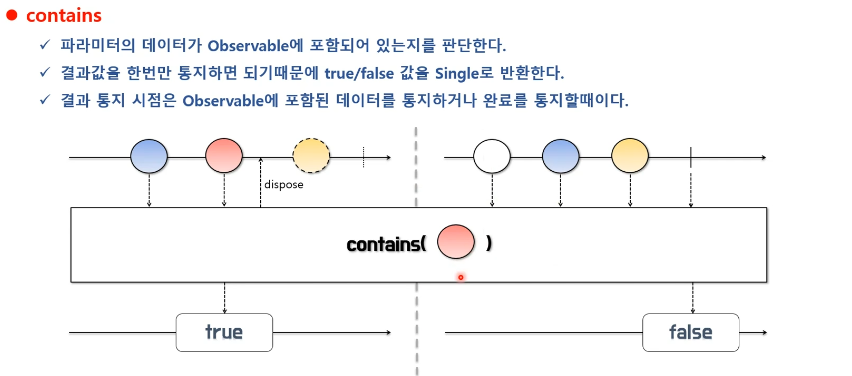 ● contains
✓ 파라미터의 데이터가 Observable에 포함되어 있는지를 판단한다.
✓ 결과값을 한번만 통지하면 되기때문에 true/false 값을 Single로 반환한다.
✓ 결과 통지 시점은 Observable에 포함된 데이터를 통지하거나 완료를 통지할때이다.
dispose
contains( )
true
false